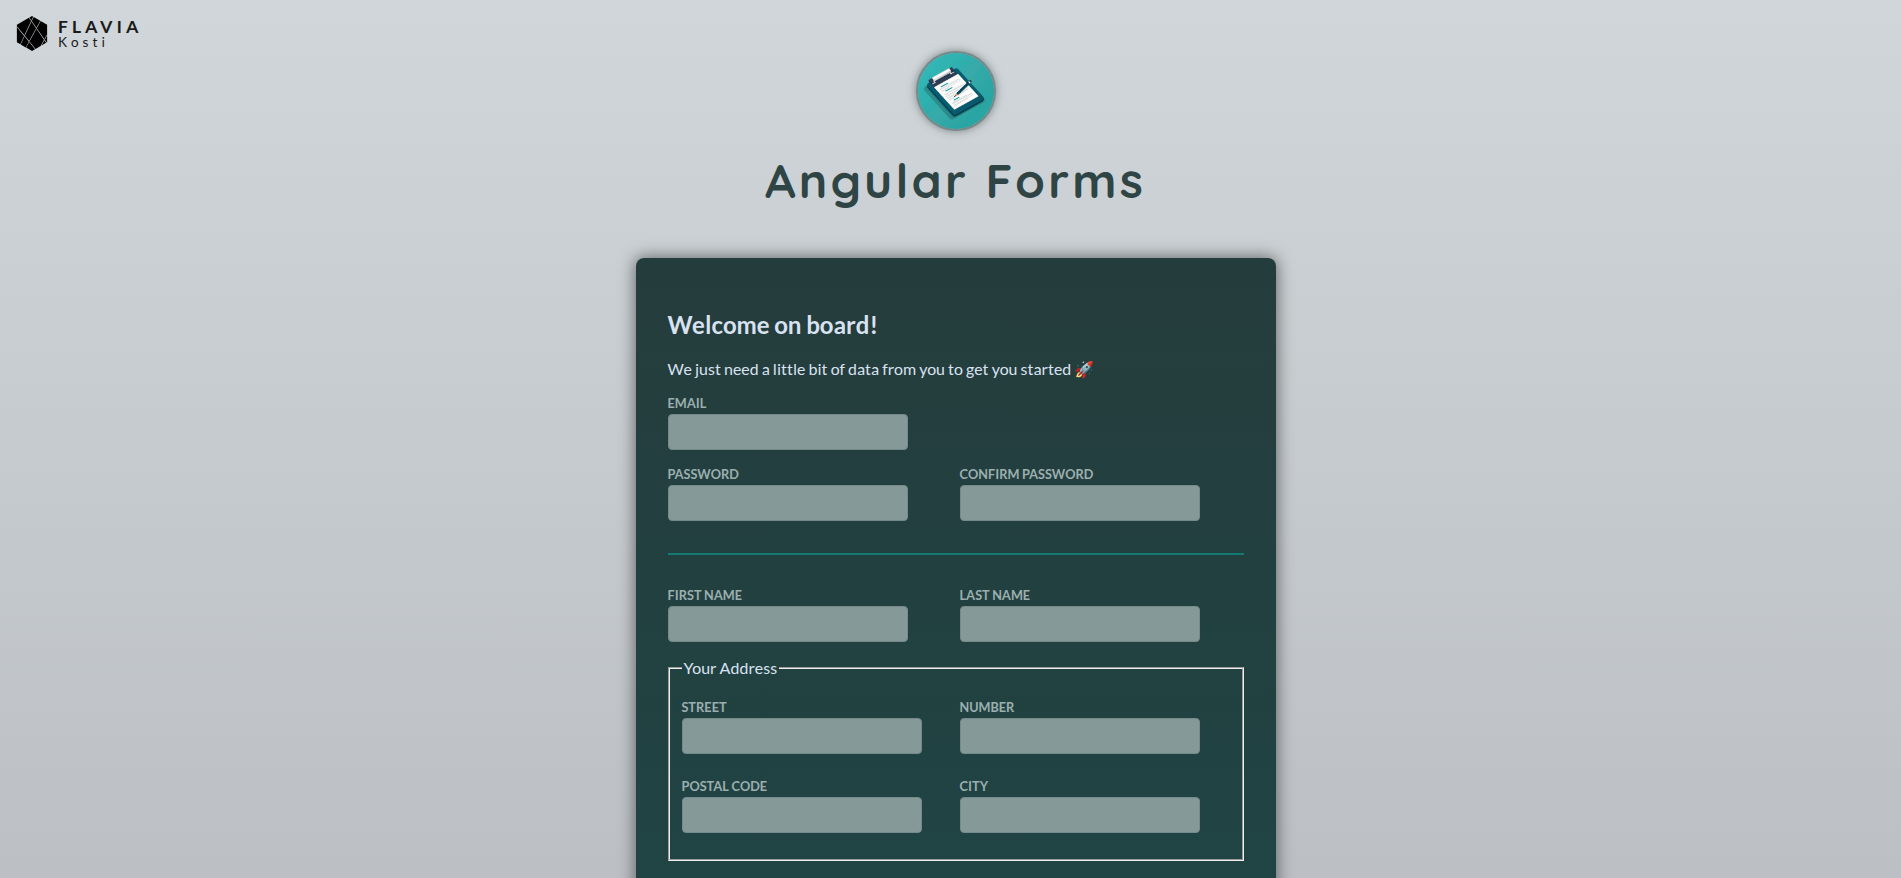 FLAVIA
Kosti
Angular Forms
Welcome on board!
We just need a little bit of data from you to get you started 🚀
EMAIL
PASSWORD CONFIRM PASSWORD
FIRST NAME LAST NAME
Your Address
STREET NUMBER
POSTAL CODE CITY